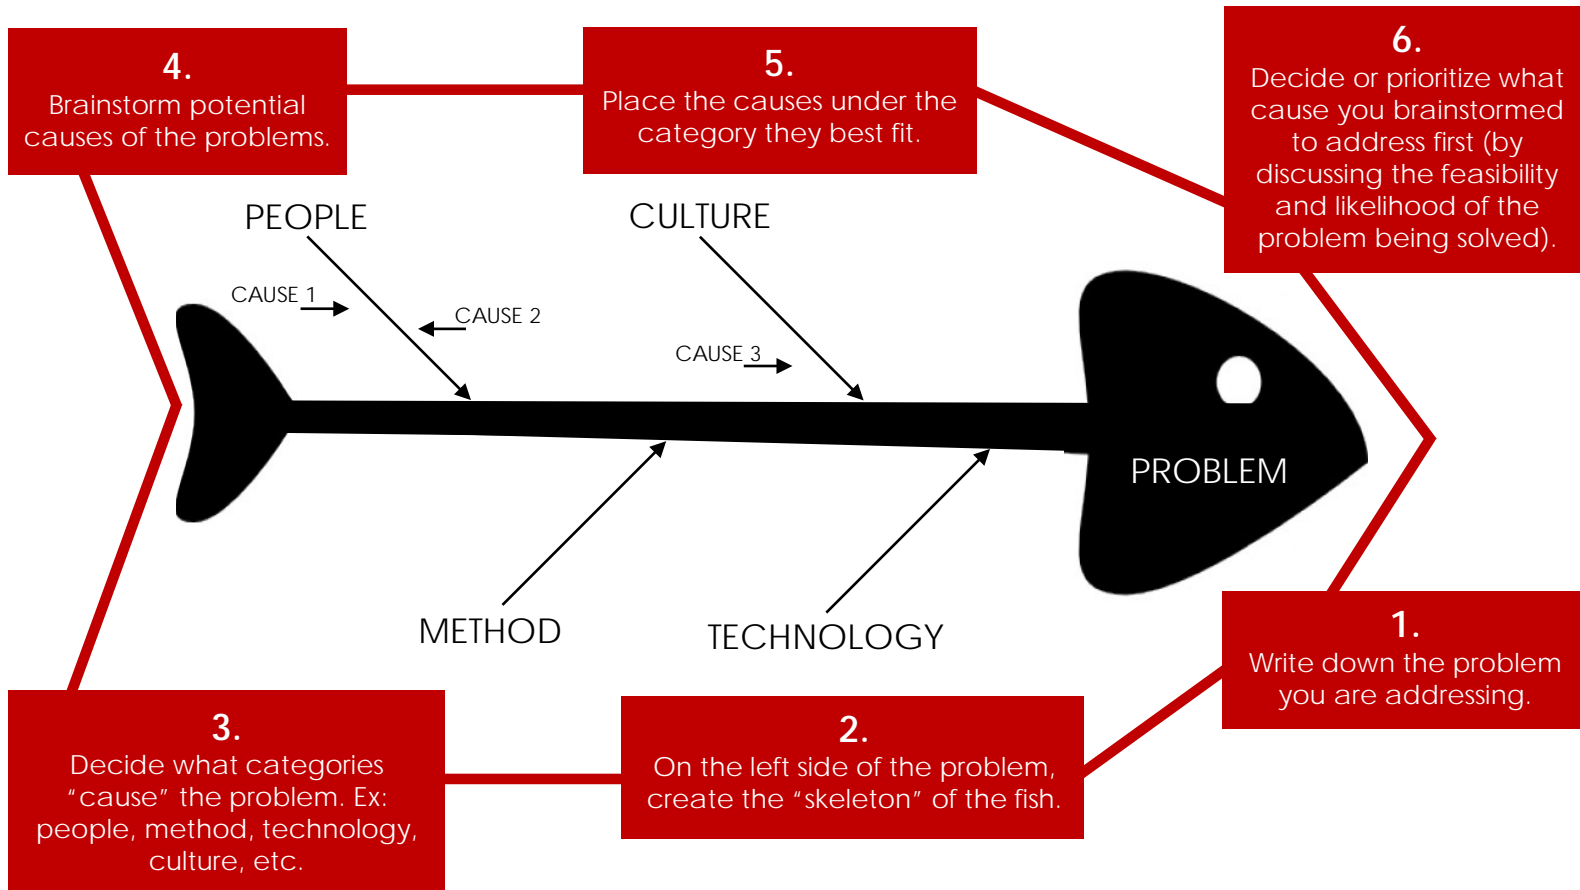 4.
Brainstorm potential
causes of the problems.
5.
Place the causes under the
category they best fit.
6.
Decide or prioritize what
cause you brainstormed
to address first (by
discussing the feasibility
and likelihood of the
problem being solved).
PEOPLE
CULTURE
CAUSE 1
CAUSE 2
CAUSE 3
PROBLEM
METHOD
TECHNOLOGY
1.
Write down the problem
you are addressing.
3.
Decide what categories
“cause” the problem. Ex:
people, method, technology,
culture, etc.
2.
On the left side of the problem,
create the “skeleton” of the fish.